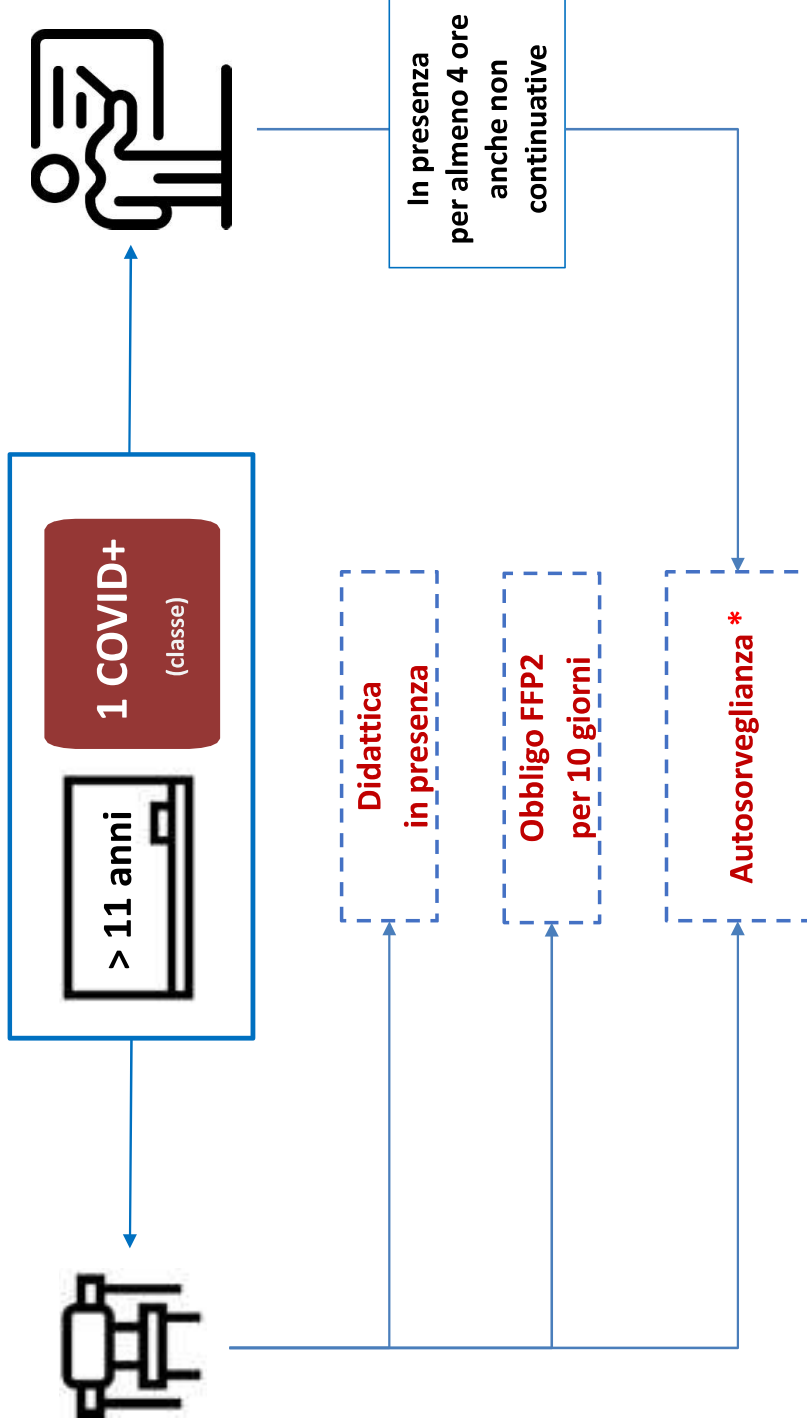 > 11 anni
1 COVID+
(classe)
In presenza
per almeno 4 ore
anche non
continuative
Didattica
in presenza
Obbligo FFP2
per 10 giorni
Autosorveglianza *